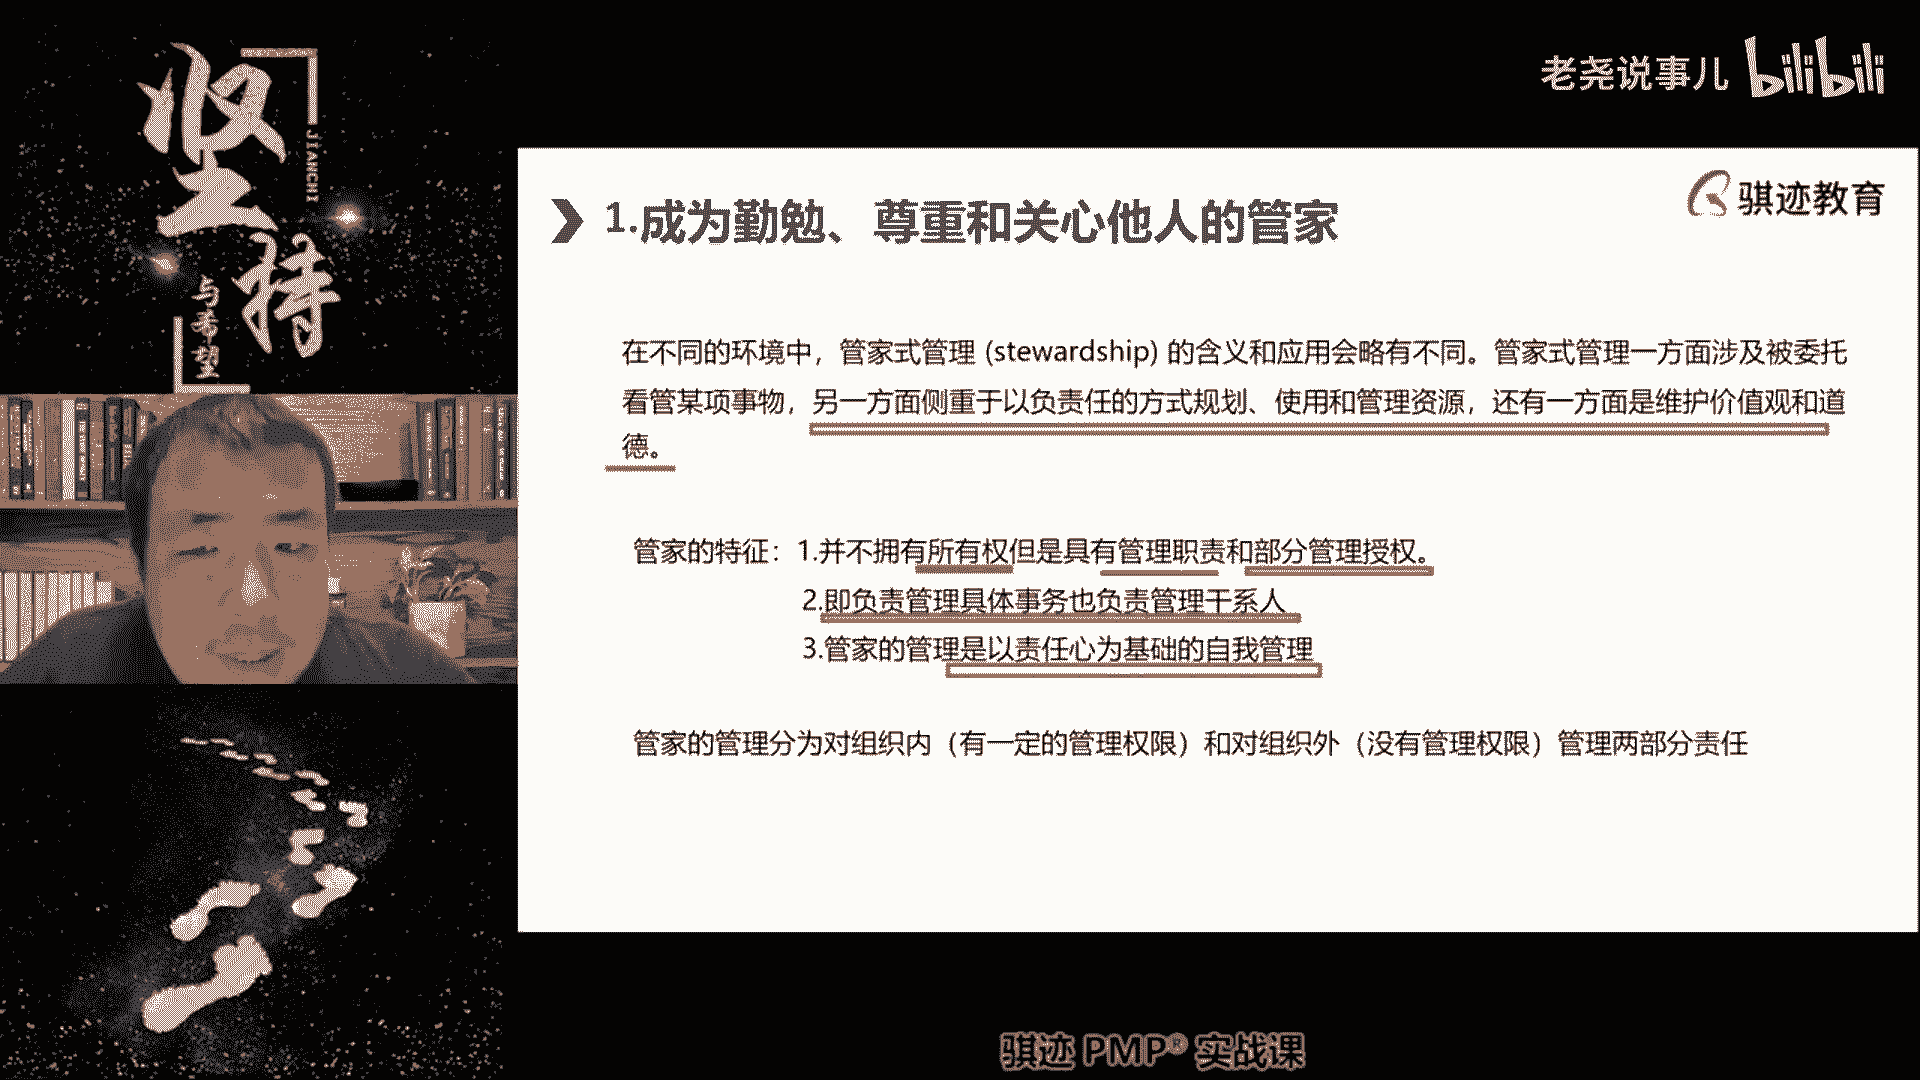 坚持
JIANCHI
与希望
老尧说事儿 bilibili
骐迹教育
1.成为勤勉、尊重和关心他人的管家
在不同的环境中，管家式管理 (stewardship) 的含义和应用会略有不同。管家式管理一方面涉及被委托
看管某项事物，另一方面侧重于以负责任的方式规划、使用和管理资源，还有一方面是维护价值观和道
德。
管家的特征：1.并不拥有所有权但是具有管理职责和部分管理授权。
2.即负责管理具体事务也负责管理干系人
3.管家的管理是以责任心为基础的自我管理
管家的管理分为对组织内（有一定的管理权限）和对组织外（没有管理权限）管理两部分责任
骐迹 PMP® 实战课